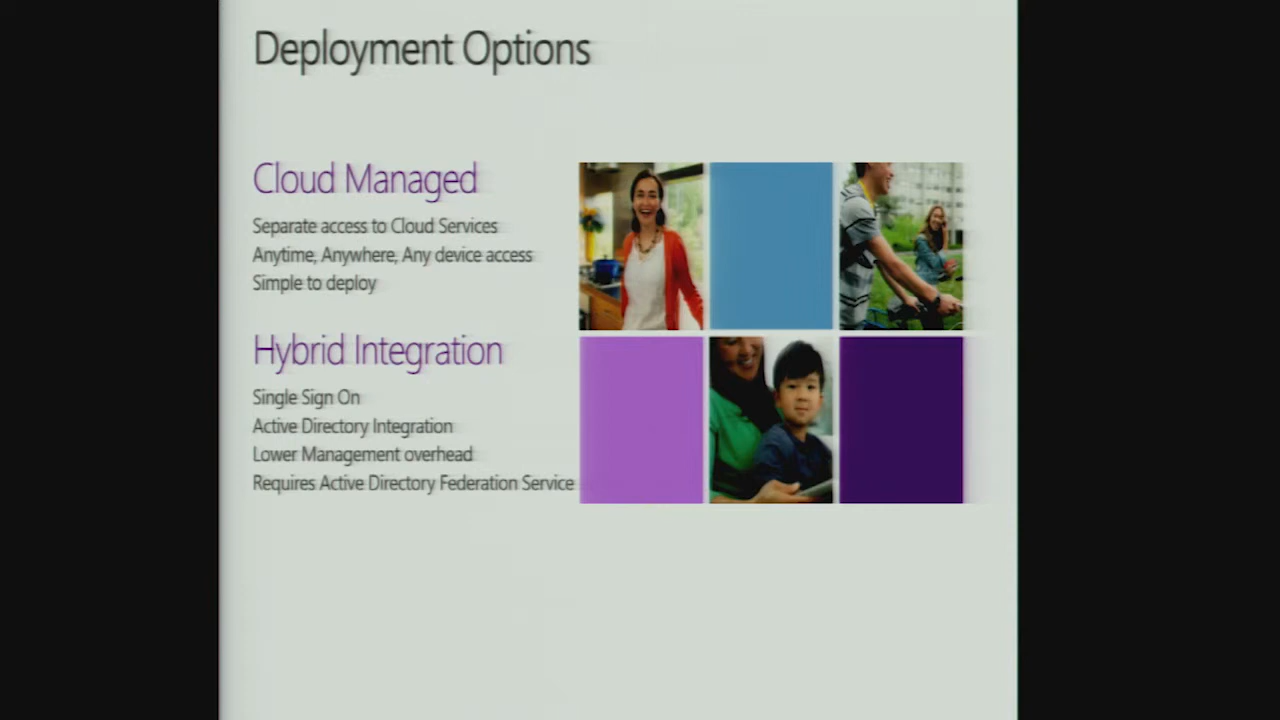 Deployment Options
Cloud Managed
Separate access to Cloud Services
Anytime, Anywhere, Any device access
Simple to deploy
Hybrid Integration
Single Sign On
Active Directory Integration
Lower Management overhead
Requires Active Directory Federation Service